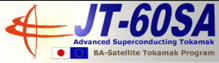 JT-60SA
Advanced Superconducting Tokamak
BA-Satellite Tokamak Program